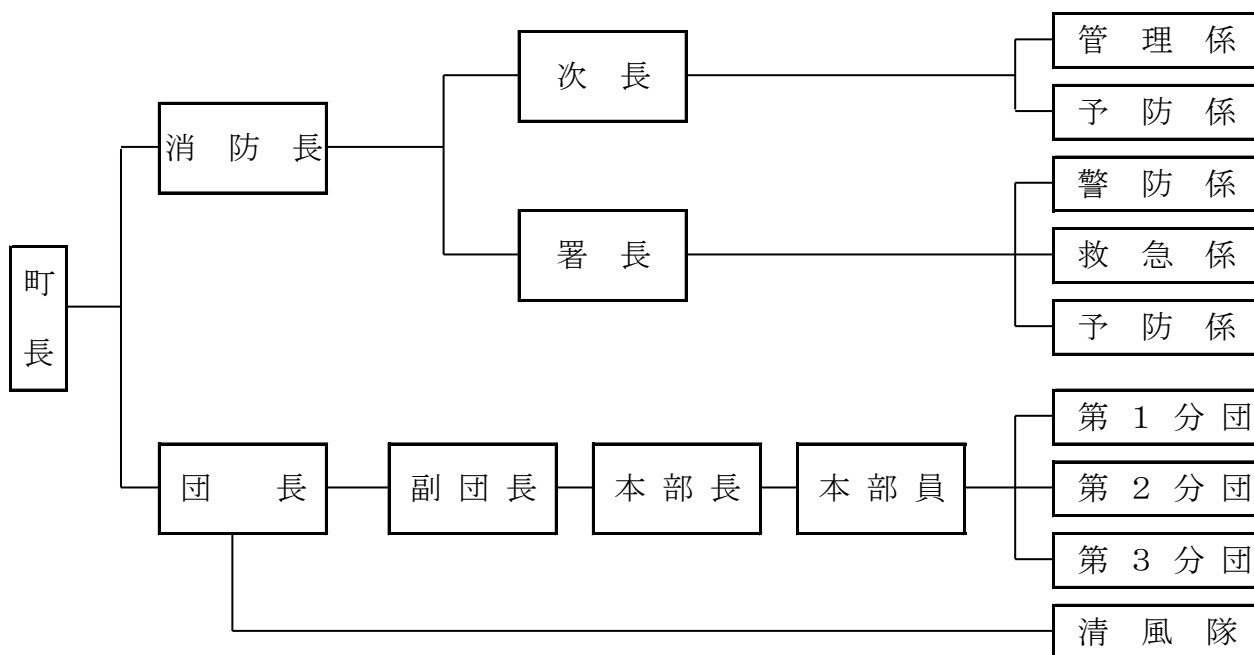 町長
消防長
次長
管理係
予防係
署長
警防係
救急係
予防係
団長
副団長
本部長
本部員
第1分団
第2分団
第3分団
清風隊